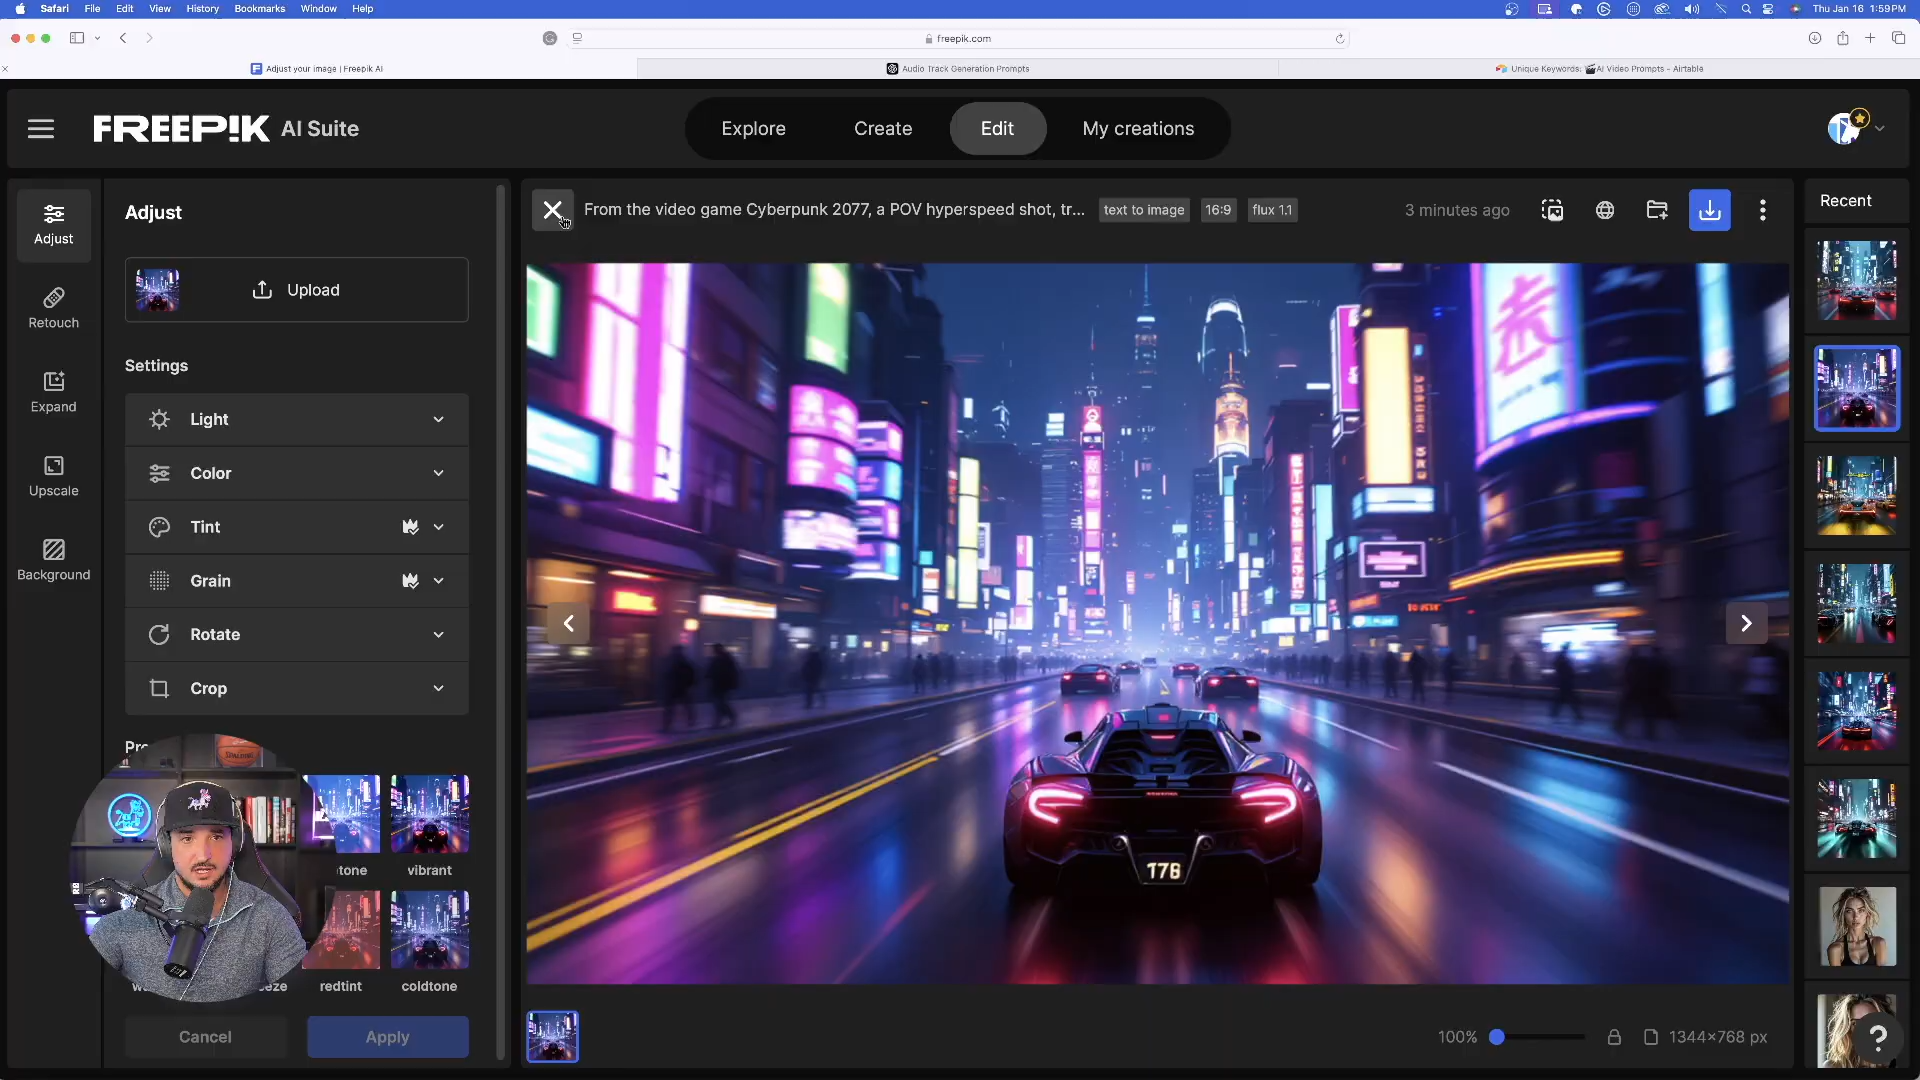 Safari File Edit View History Bookmarks Window Help
Thu Jan 16 1:59 PM
freepik.com
Adjust your image | Freepik AI
Audio Track Generation Prompts
Unique Keywords: AI Video Prompts - Airtable
FREEPIK AI Suite
Explore
Create
Edit
My creations
Adjust
Retouch
Expand
Upscale
Background
Adjust
Upload
Settings
Light
Color
Tint
Grain
Rotate
Crop
tone
vibrant
redtint
coldtone
Cancel
Apply
From the video game Cyberpunk 2077, a POV hyperspeed shot, tr...
text to image
16:9
flux 1.1
3 minutes ago
178
100%
1344×768 px
Recent
?